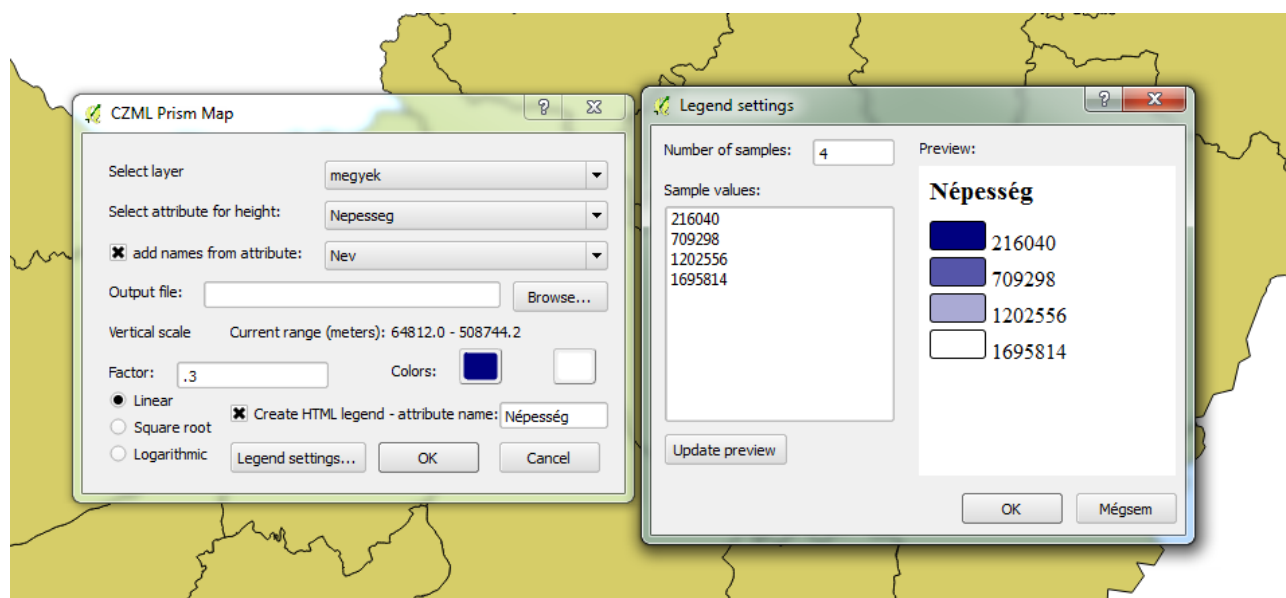 CZML Prism Map
Select layer
megyek
Select attribute for height:
Nepesseg
add names from attribute:
Nev
Output file:
Browse...
Vertical scale
Current range (meters): 64812.0 - 508744.2
Factor:
.3
Colors:
Linear
Square root
Logarithmic
Create HTML legend - attribute name:
Népesség
Legend settings...
OK
Cancel
Legend settings
Number of samples:
4
Sample values:
216040
709298
1202556
1695814
Update preview
Preview:
Népesség
216040
709298
1202556
1695814
OK
Mégsem